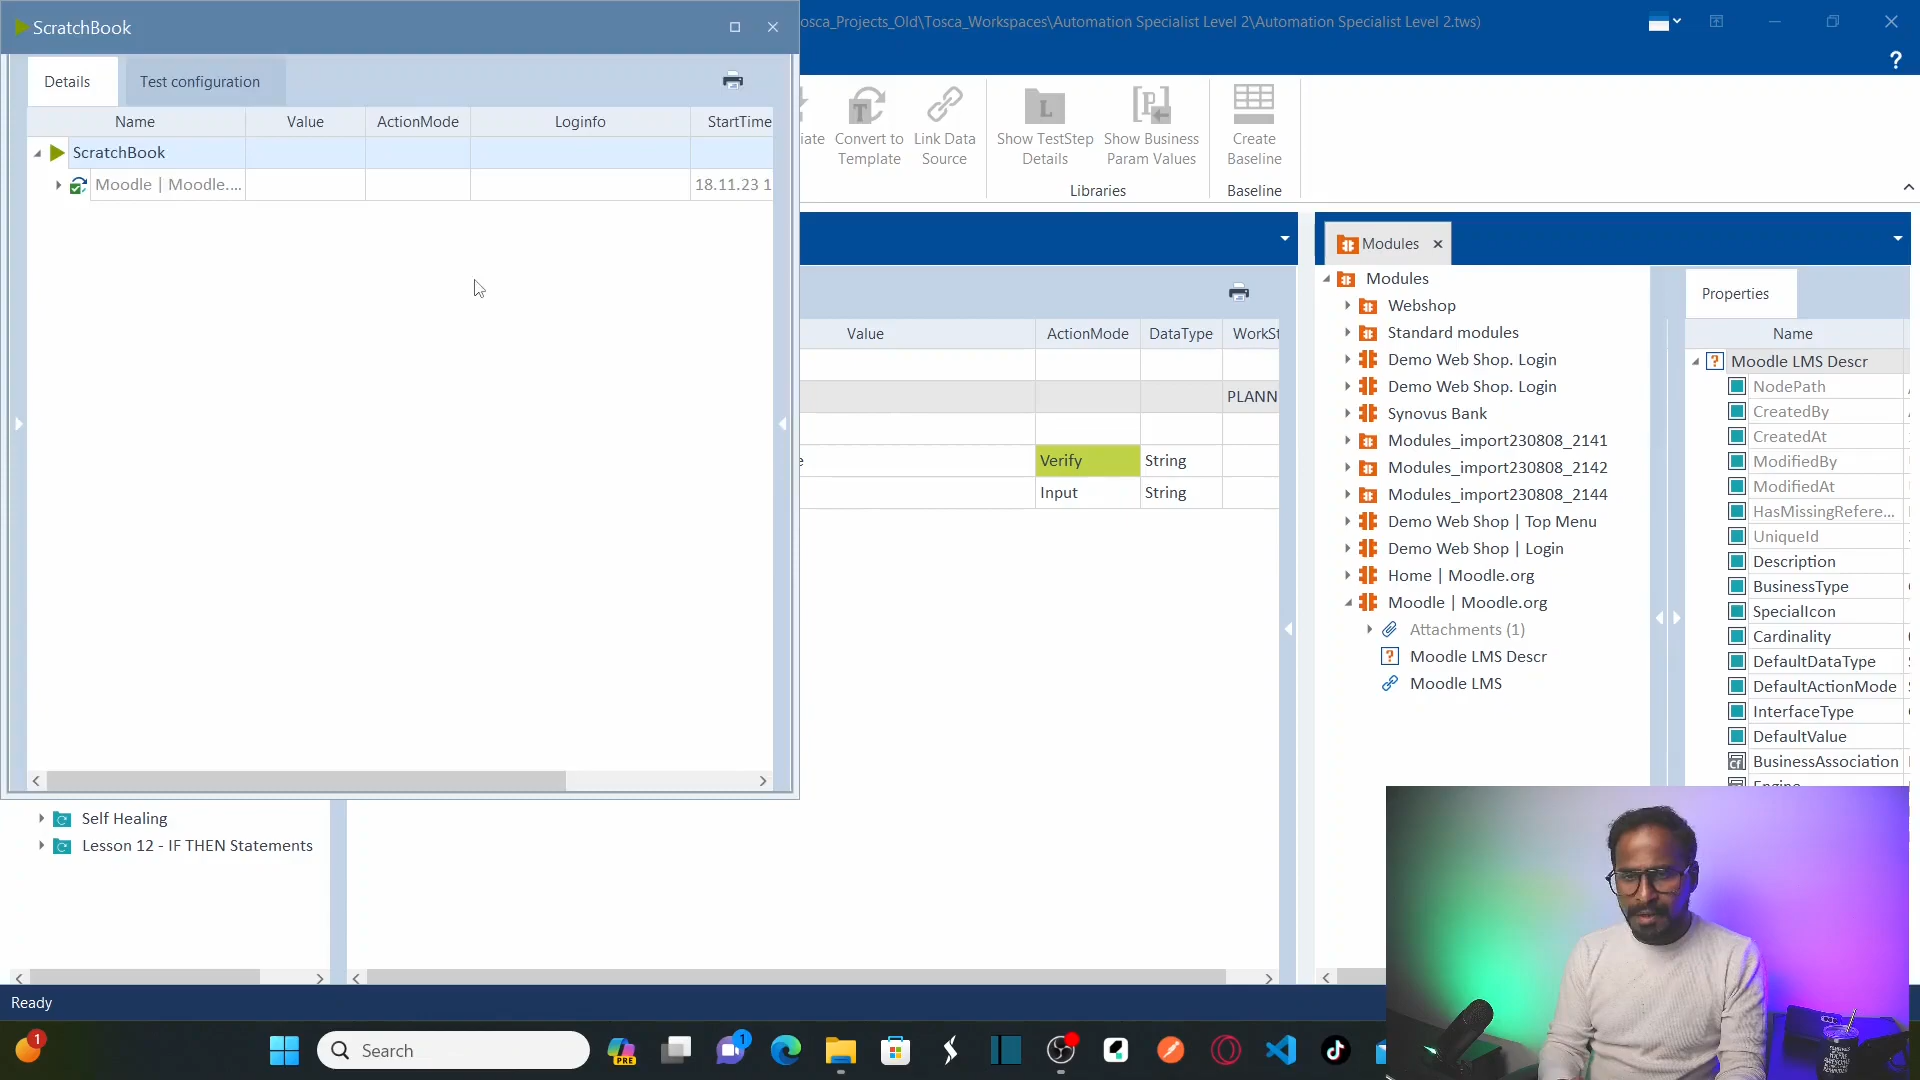 ScratchBook
osca_Projects_Old\Tosca_Workspaces\Automation Specialist Level 2\Automation Specialist Level 2.tws)
?
Details
Test configuration
Name
Value
ActionMode
Loginfo
StartTime
ScratchBook
Moodle | Moodle....
18.11.23 1
iate
Convert to
Template
Link Data
Source
Show TestStep
Details
Show Business
Param Values
Create
Baseline
Libraries
Baseline
Value
ActionMode
DataType
WorkSt
PLANN
e
Verify
String
Input
String
Modules
Modules
Webshop
Standard modules
Demo Web Shop. Login
Demo Web Shop. Login
Synovus Bank
Modules_import230808_2141
Modules_import230808_2142
Modules_import230808_2144
Demo Web Shop | Top Menu
Demo Web Shop | Login
Home | Moodle.org
Moodle | Moodle.org
Attachments (1)
Moodle LMS Descr
Moodle LMS
Properties
Name
Moodle LMS Descr
NodePath
CreatedBy
CreatedAt
ModifiedBy
ModifiedAt
HasMissingRefere...
UniqueId
Description
BusinessType
SpecialIcon
Cardinality
DefaultDataType
DefaultActionMode
InterfaceType
DefaultValue
BusinessAssociation
Self Healing
Lesson 12 - IF THEN Statements
Ready
1
Search
PRE
1